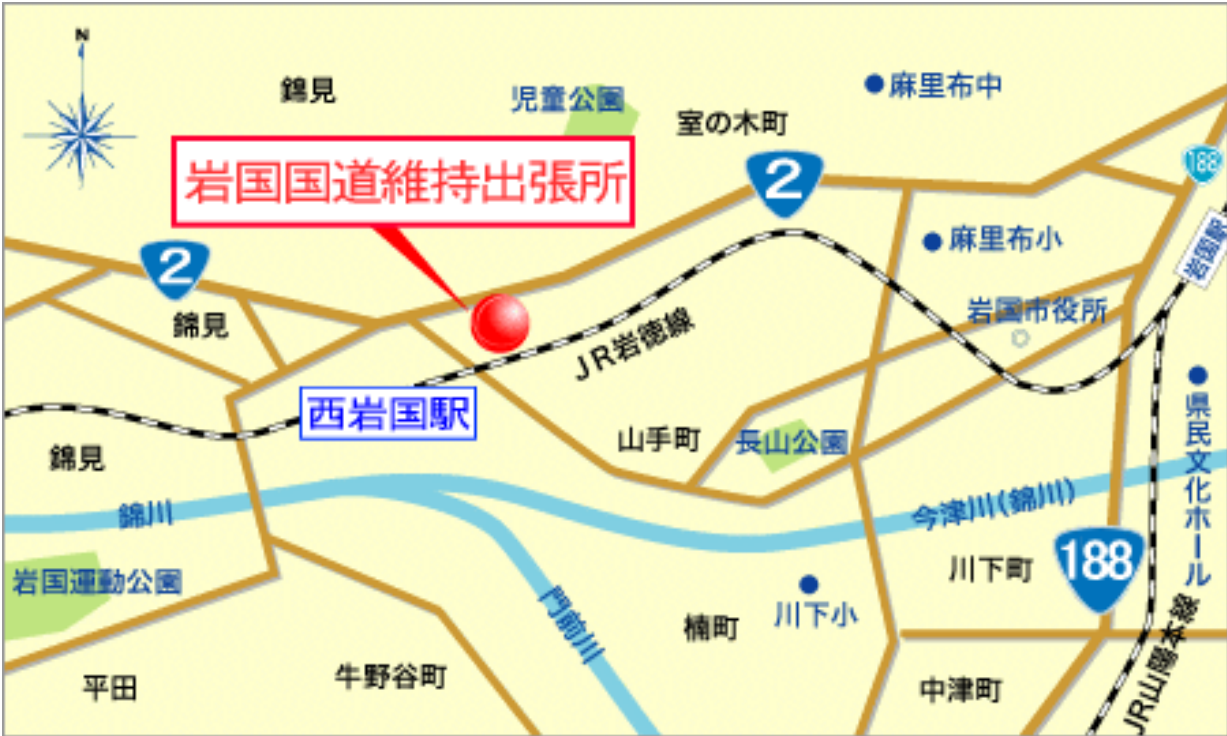 N
錦見
児童公園
麻里布中
室の木町
岩国国道維持出張所
2
188
2
麻里布小
岩国駅
錦見
岩国市役所
JR岩徳線
西岩国駅
山手町
長山公園
県民文化ホール
錦見
錦川
今津川(錦川)
岩国運動公園
川下町
188
門前川
川下小
楠町
JR山陽本線
平田
牛野谷町
中津町